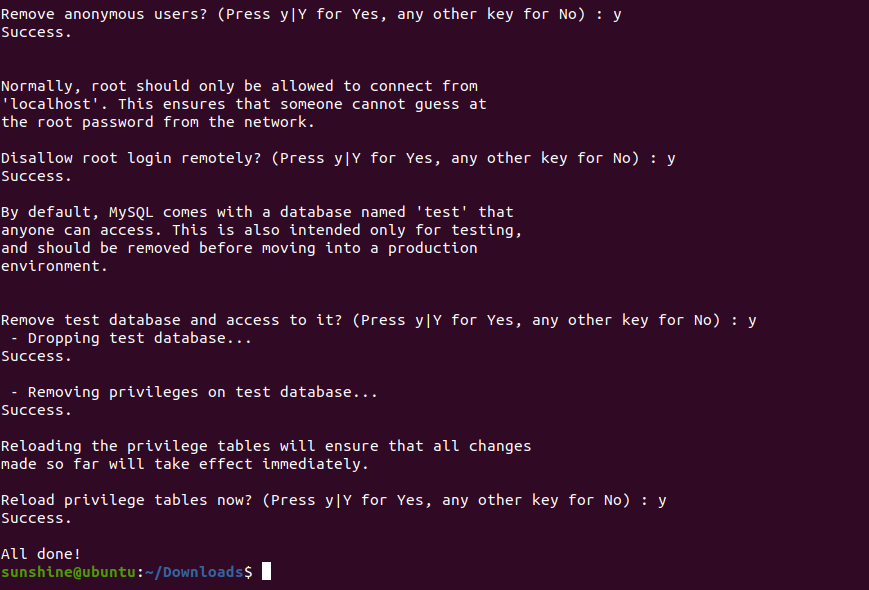 Remove anonymous users? (Press y|Y for Yes, any other key for No) : y
Success.
Normally, root should only be allowed to connect from
'localhost'. This ensures that someone cannot guess at
the root password from the network.
Disallow root login remotely? (Press y|Y for Yes, any other key for No) : y
Success.
By default, MySQL comes with a database named 'test' that
anyone can access. This is also intended only for testing,
and should be removed before moving into a production
environment.
Remove test database and access to it? (Press y|Y for Yes, any other key for No) : y
 - Dropping test database...
Success.
 - Removing privileges on test database...
Success.
Reloading the privilege tables will ensure that all changes
made so far will take effect immediately.
Reload privilege tables now? (Press y|Y for Yes, any other key for No) : y
Success.
All done!
sunshine@ubuntu:~/Downloads$